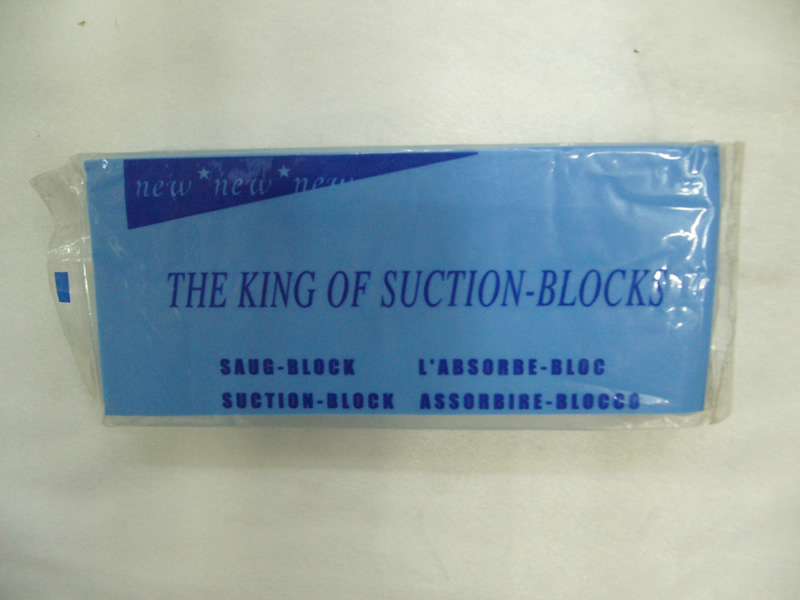 new*new*new
THE KING OF SUCTION-BLOCKS
SAUG-BLOCK L'ABSORBE-BLOC
SUCTION-BLOCK ASSORBIRE-BLOCCO